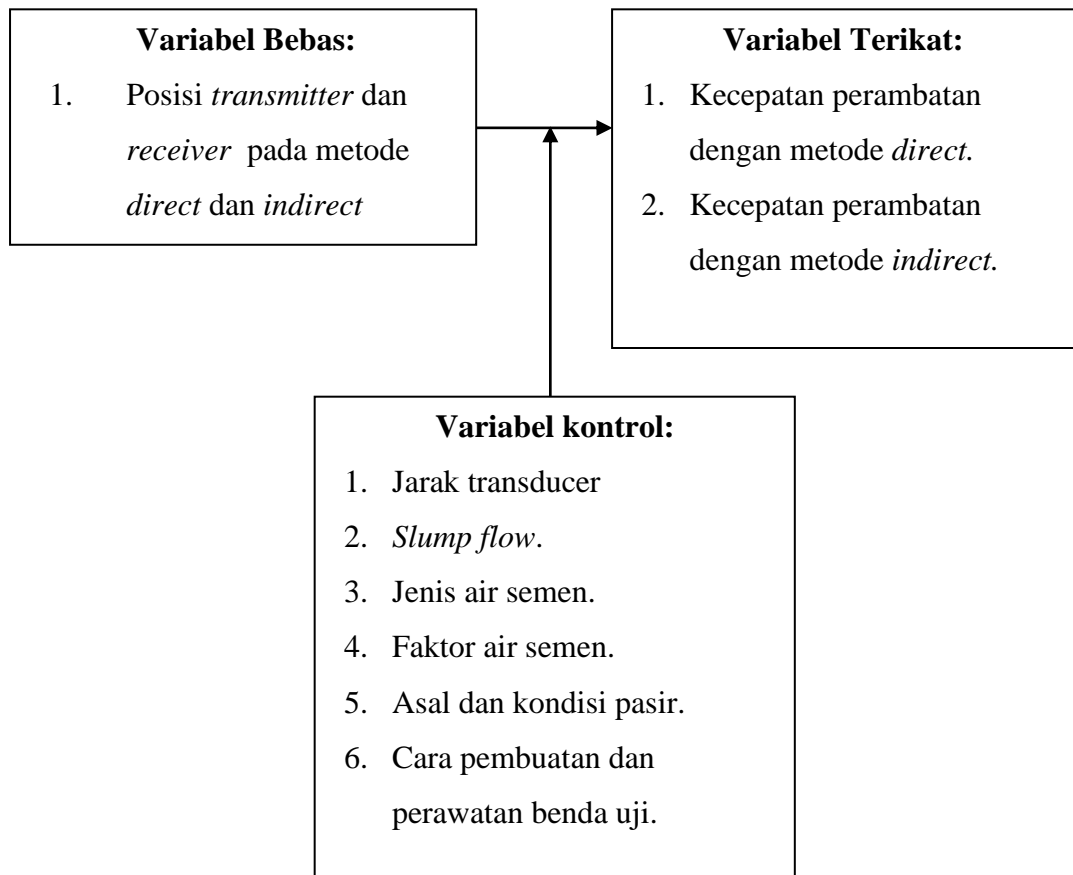 Variabel Bebas:
1. Posisi transmitter dan
receiver pada metode
direct dan indirect
Variabel Terikat:
1. Kecepatan perambatan
dengan metode direct.
2. Kecepatan perambatan
dengan metode indirect.
Variabel kontrol:
1. Jarak transducer
2. Slump flow.
3. Jenis air semen.
4. Faktor air semen.
5. Asal dan kondisi pasir.
6. Cara pembuatan dan
perawatan benda uji.